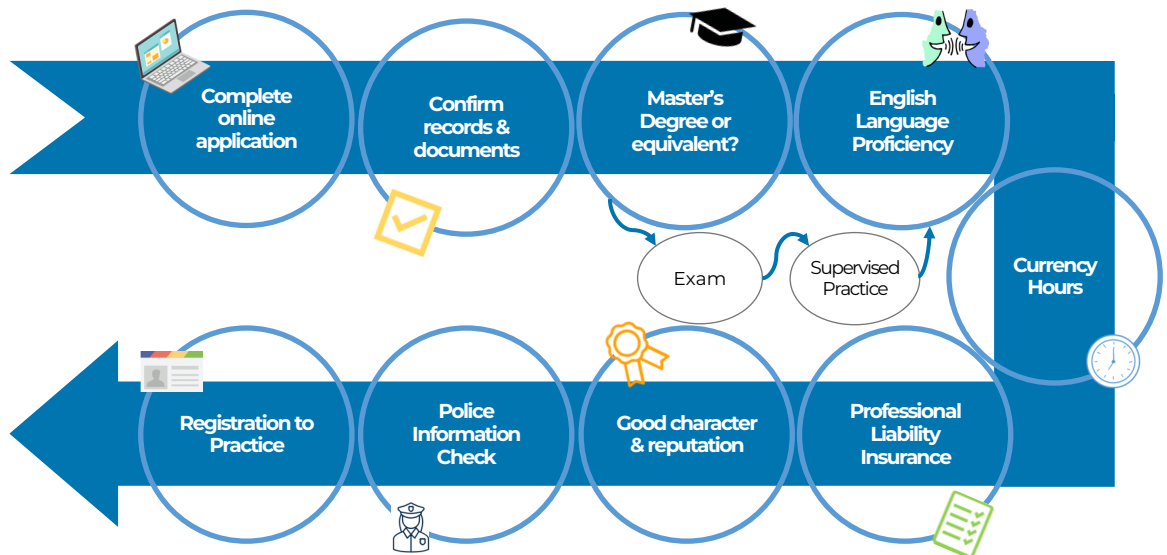 Complete
online
application
Confirm
records &
documents
Master's
Degree or
equivalent?
English
Language
Proficiency
Exam
Supervised
Practice
Currency
Hours
Professional
Liability
Insurance
Good character
& reputation
Police
Information
Check
Registration to
Practice